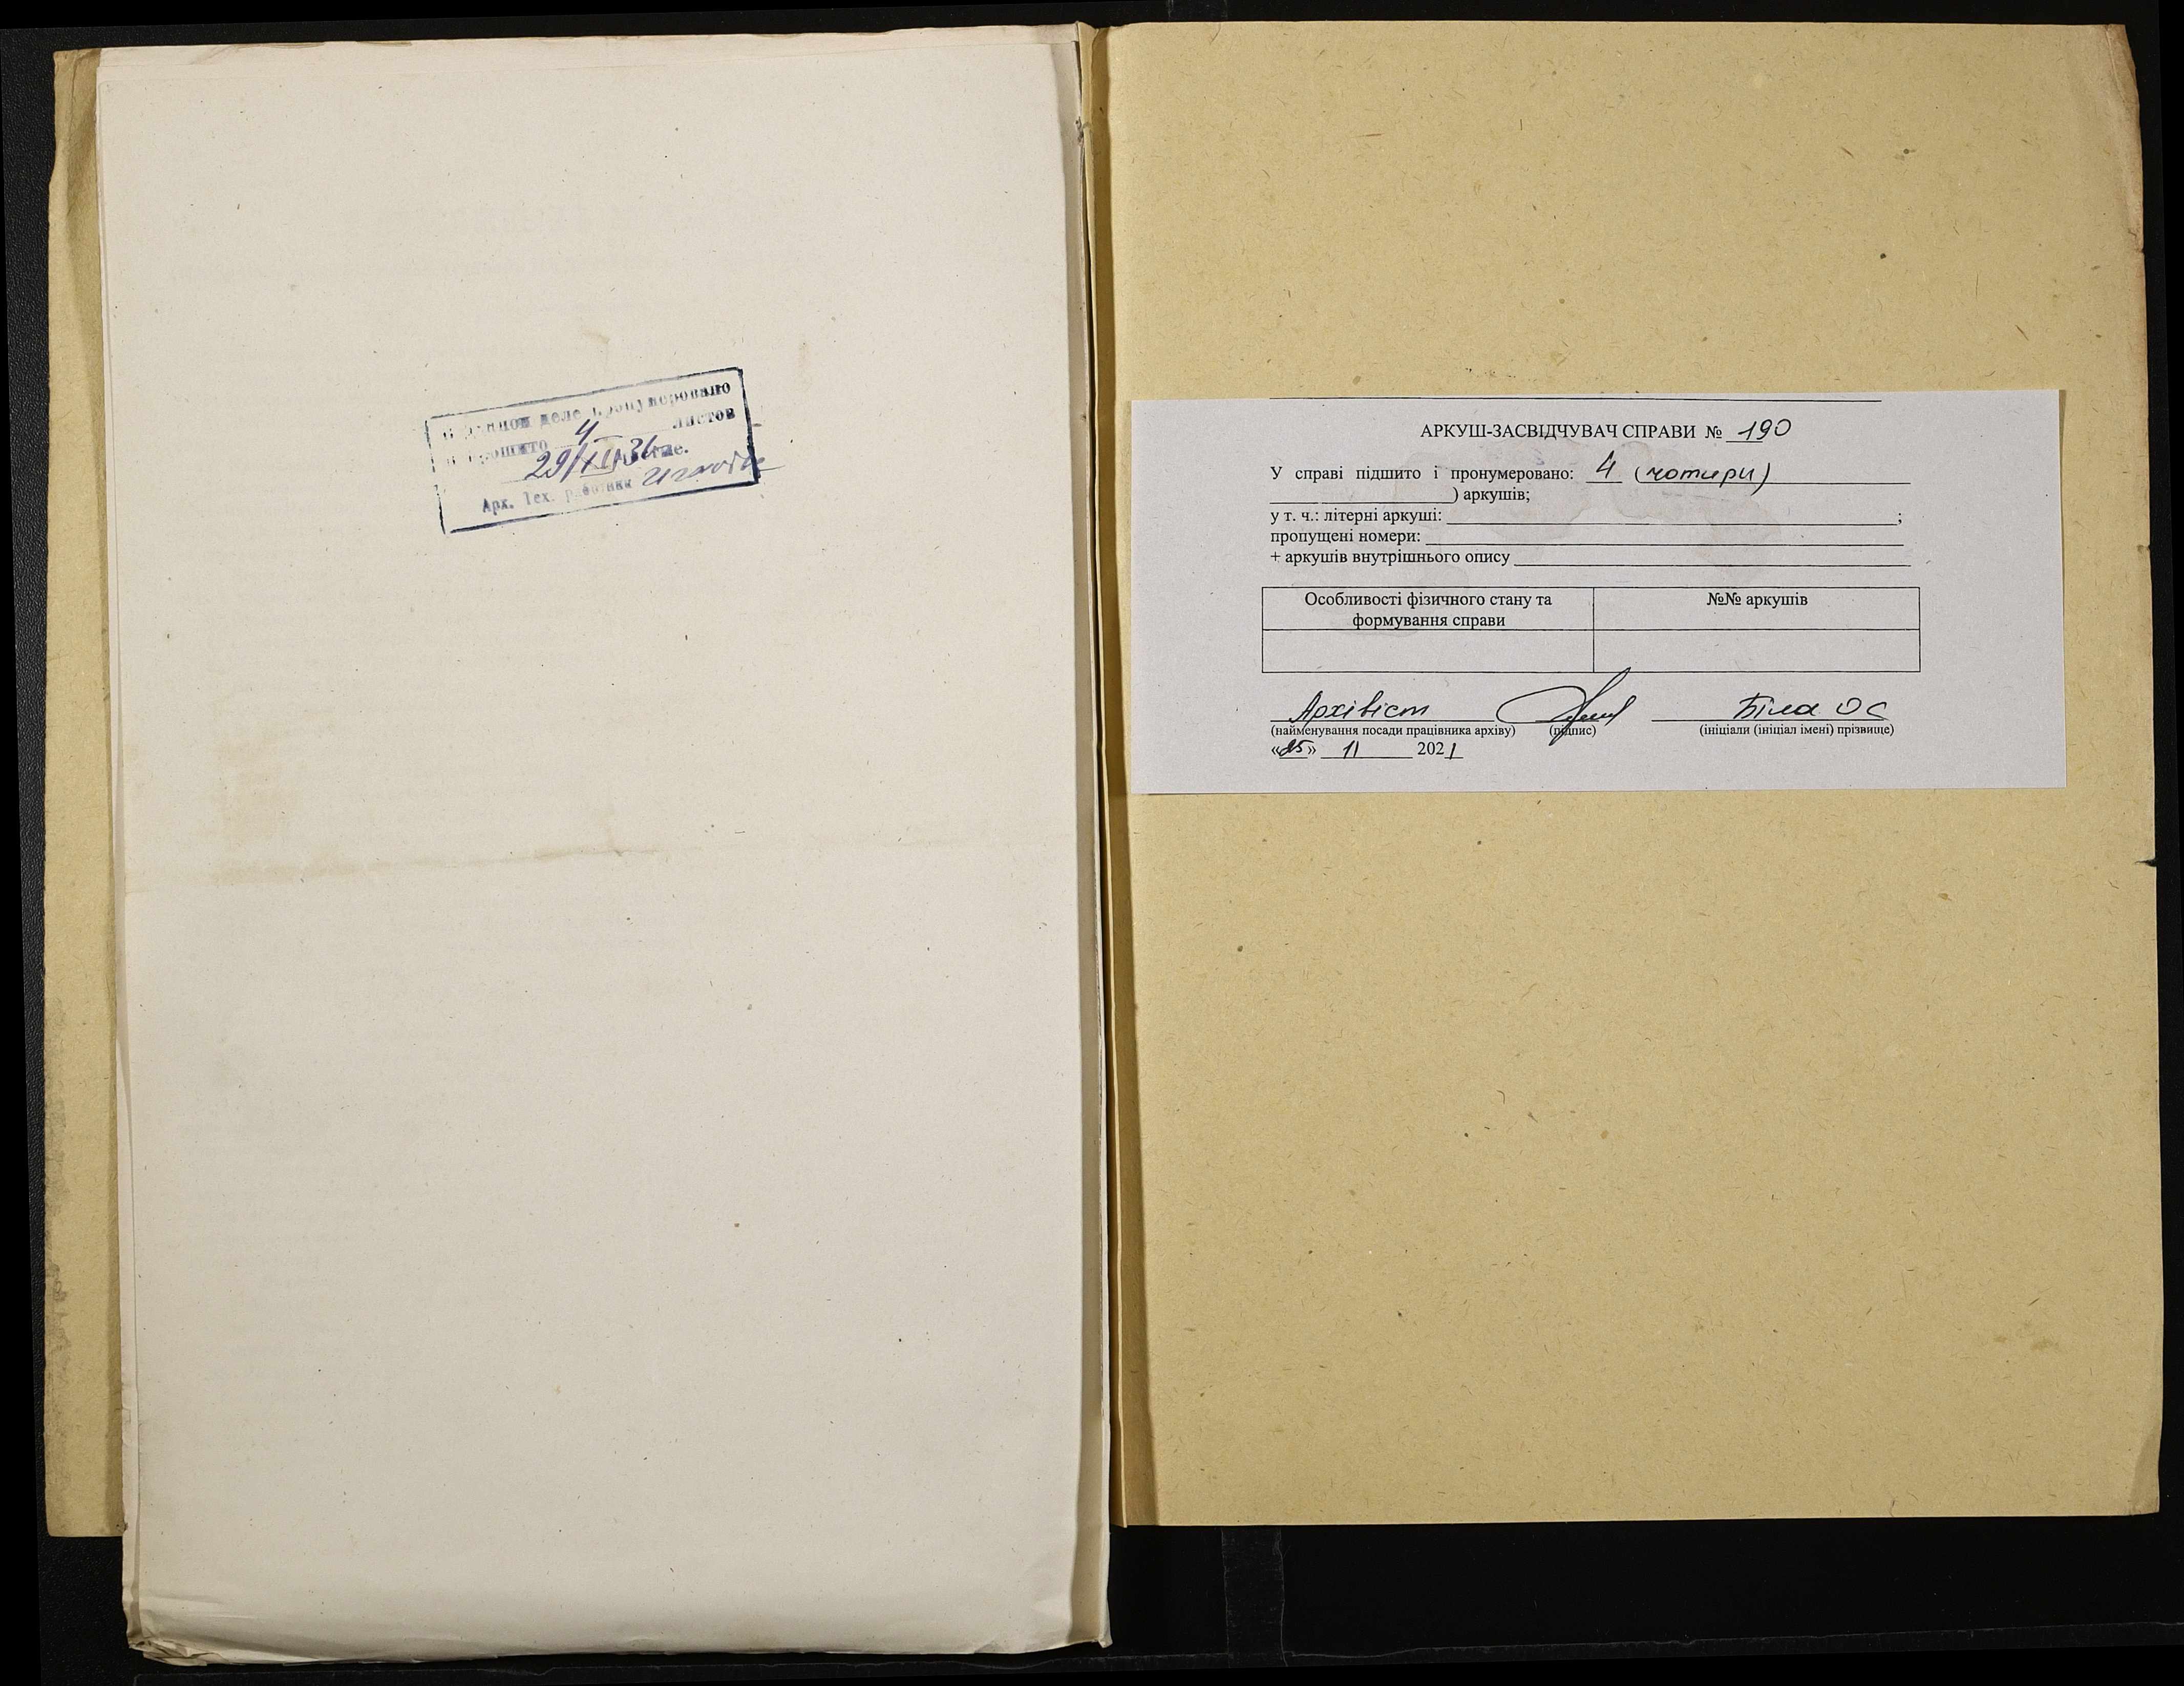 деле пронумеровано
4 листов
29/XII 36
Арх. Тех. работник
АРКУШ-ЗАСВІДЧУВАЧ СПРАВИ № 190
У справі підшито і пронумеровано: 4 (чотири)
) аркушів;
у т. ч.: літерні аркуші: ;
пропущені номери:
+ аркушів внутрішнього опису
Особливості фізичного стану та формування справи
№№ аркушів
Архівіст Біла О С
(найменування посади працівника архіву) (підпис) (ініціали (ініціал імені) прізвище)
«25» 11 2021